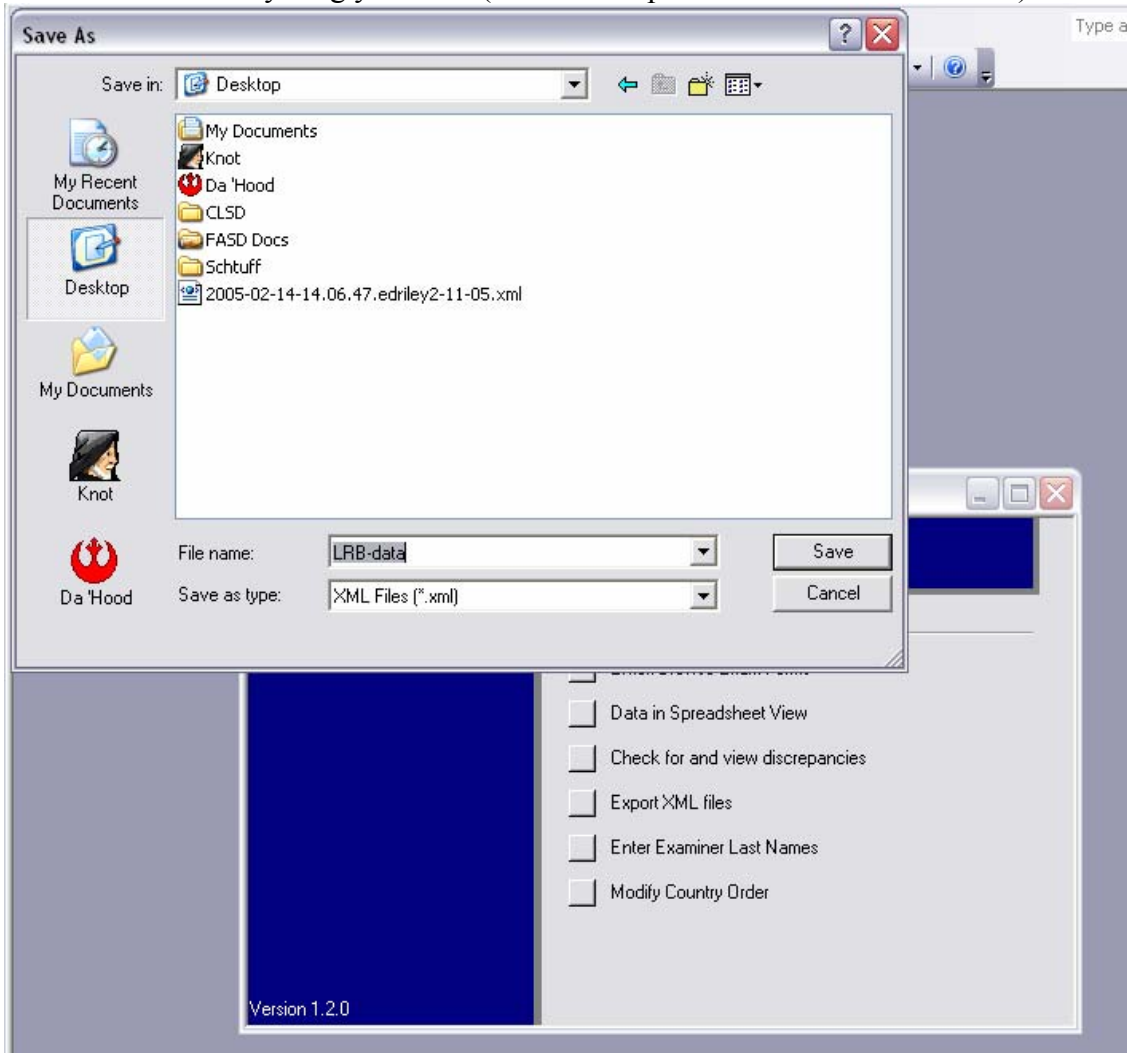 Save As
Type a
Save in:
Desktop
My Documents
Knot
Da 'Hood
CLSD
FASD Docs
Schtuff
2005-02-14-14.06.47.edriley2-11-05.xml
My Recent
Documents
Desktop
My Documents
Knot
Da 'Hood
File name:
LRB-data
Save
Save as type:
XML Files (*.xml)
Cancel
Data in Spreadsheet View
Check for and view discrepancies
Export XML files
Enter Examiner Last Names
Modify Country Order
Version 1.2.0